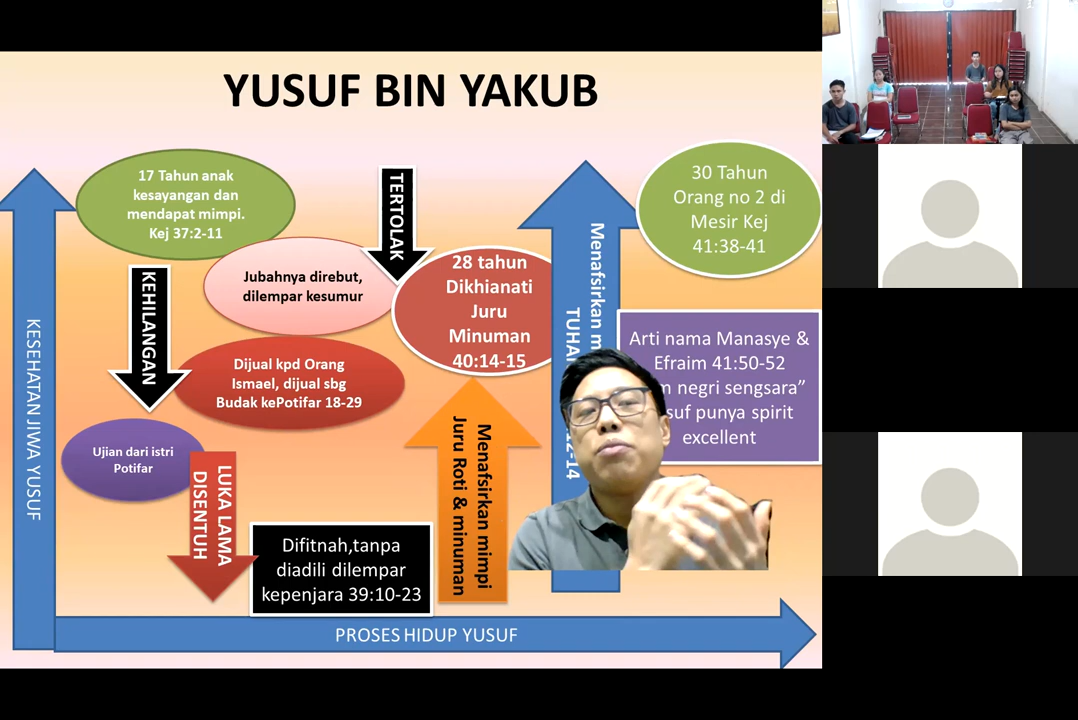 YUSUF BIN YAKUB
17 Tahun anak
kesayangan dan
mendapat mimpi.
Kej 37:2-11
Jubahnya direbut,
dilempar kesumur
KEHILANGAN
Dijual kpd Orang
Ismael, dijual sbg
Budak kePotifar 18-29
Ujian dari istri
Potifar
LUKA LAMA
DISENTUH
Difitnah,tanpa
diadili dilempar
kepenjara 39:10-23
TERTOLAK
28 tahun
Dikhianati
Juru
Minuman
40:14-15
Menafsirkan mimpi
Juru Roti & minuman
Menafsirkan
12-14
30 Tahun
Orang no 2 di
Mesir Kej
41:38-41
Arti nama Manasye &
Efraim 41:50-52
negri sengsara”
punya spirit
excellent
KESEHATAN JIWA YUSUF
PROSES HIDUP YUSUF